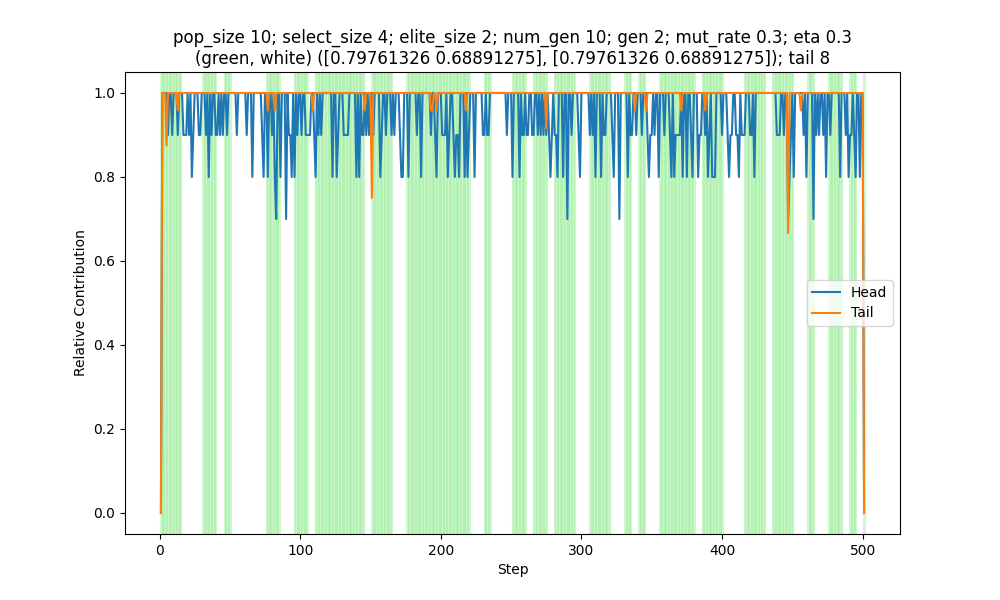 pop_size 10; select_size 4; elite_size 2; num_gen 10; gen 2; mut_rate 0.3; eta 0.3
(green, white) ([0.79761326 0.68891275], [0.79761326 0.68891275]); tail 8
1.0
0.8
0.6
0.4
0.2
0.0
Relative Contribution
Head
Tail
0
100
200
300
400
500
Step